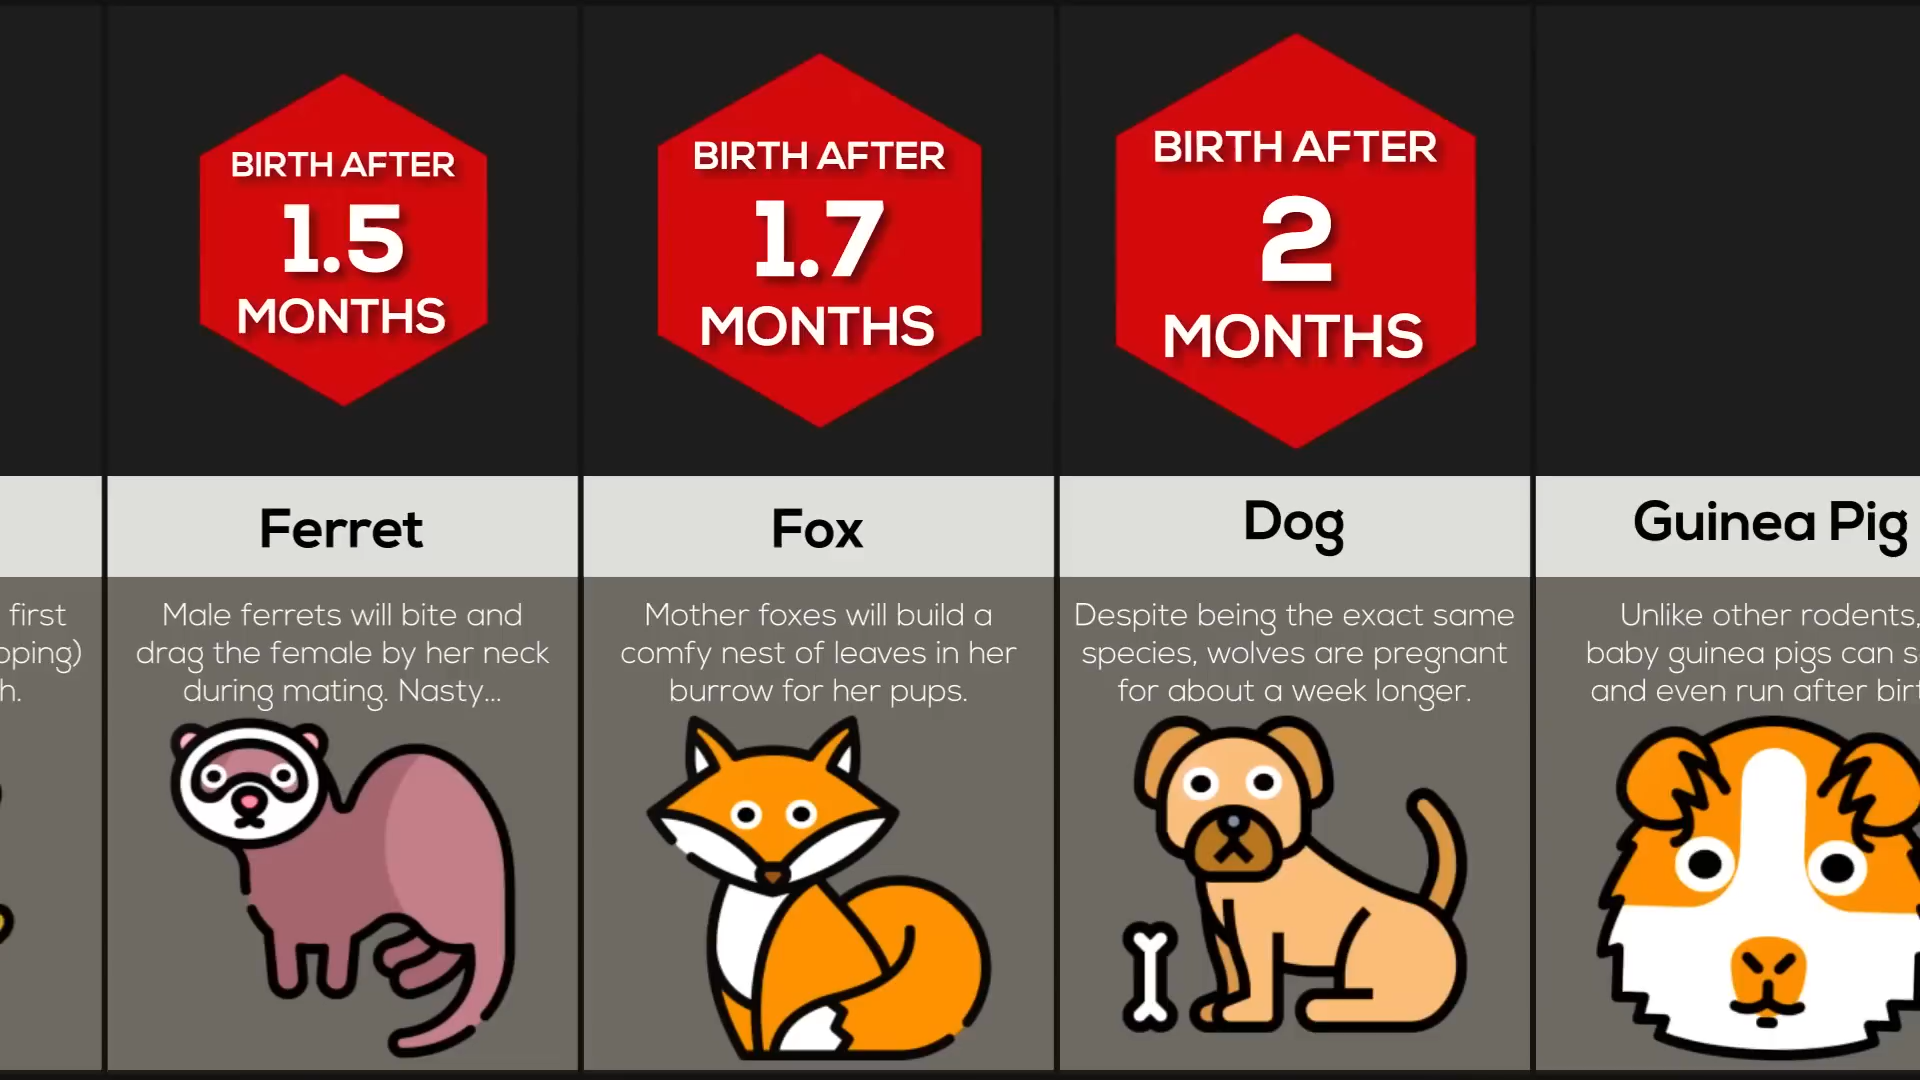 BIRTH AFTER
1.5
MONTHS
BIRTH AFTER
1.7
MONTHS
BIRTH AFTER
2
MONTHS
Ferret
Fox
Dog
Guinea Pig
first
Male ferrets will bite and
drag the female by her neck
during mating. Nasty...
Mother foxes will build a
comfy nest of leaves in her
burrow for her pups.
Despite being the exact same
species, wolves are pregnant
for about a week longer.
Unlike other rodents,
baby guinea pigs can
and even run after